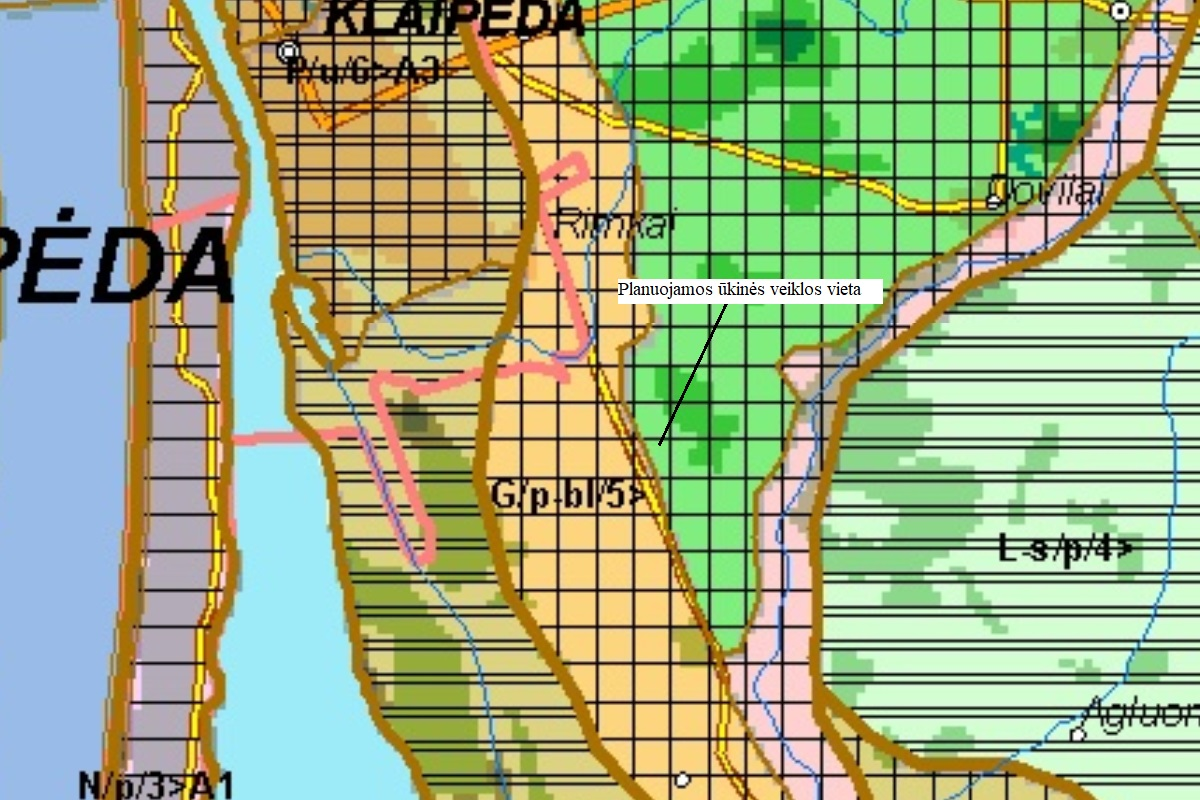 KLAIPĖDA
P/u/6>A3
Dovilai
Rimkai
PĖDA
Planuojamos ūkinės veiklos vieta
G/p-bl/5>
L-s/p/4>
Agluon
N/p/3>A1